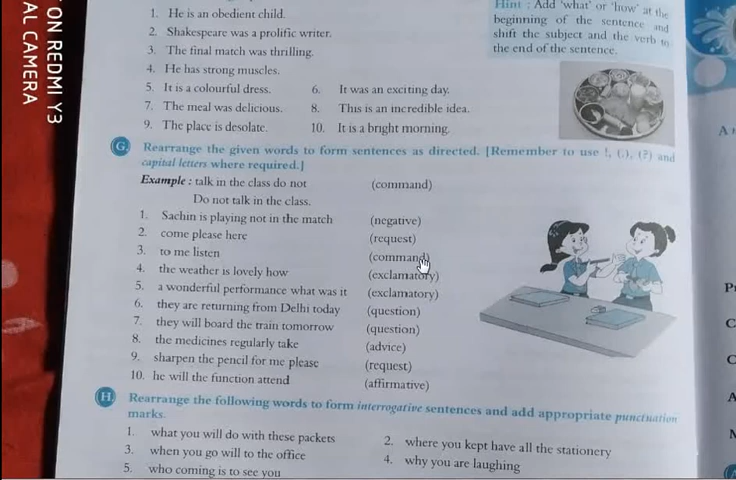 ON REDMI Y3
AL CAMERA
1. He is an obedient child.
2. Shakespeare was a prolific writer.
3. The final match was thrilling.
4. He has strong muscles.
5. It is a colourful dress. 6. It was an exciting day.
7. The meal was delicious. 8. This is an incredible idea.
9. The place is desolate. 10. It is a bright morning.
Hint : Add 'what' or 'how' at the
beginning of the sentence and
shift the subject and the verb to
the end of the sentence.
G. Rearrange the given words to form sentences as directed. [Remember to use !, (.), (?) and
capital letters where required.]
Example : talk in the class do not (command)
Do not talk in the class.
1. Sachin is playing not in the match (negative)
2. come please here (request)
3. to me listen (command)
4. the weather is lovely how (exclamatory)
5. a wonderful performance what was it (exclamatory)
6. they are returning from Delhi today (question)
7. they will board the train tomorrow (question)
8. the medicines regularly take (advice)
9. sharpen the pencil for me please (request)
10. he will the function attend (affirmative)
H Rearrange the following words to form interrogative sentences and add appropriate punctuation
marks.
1. what you will do with these packets 2. where you kept have all the stationery
3. when you go will to the office 4. why you are laughing
5. who coming is to see you